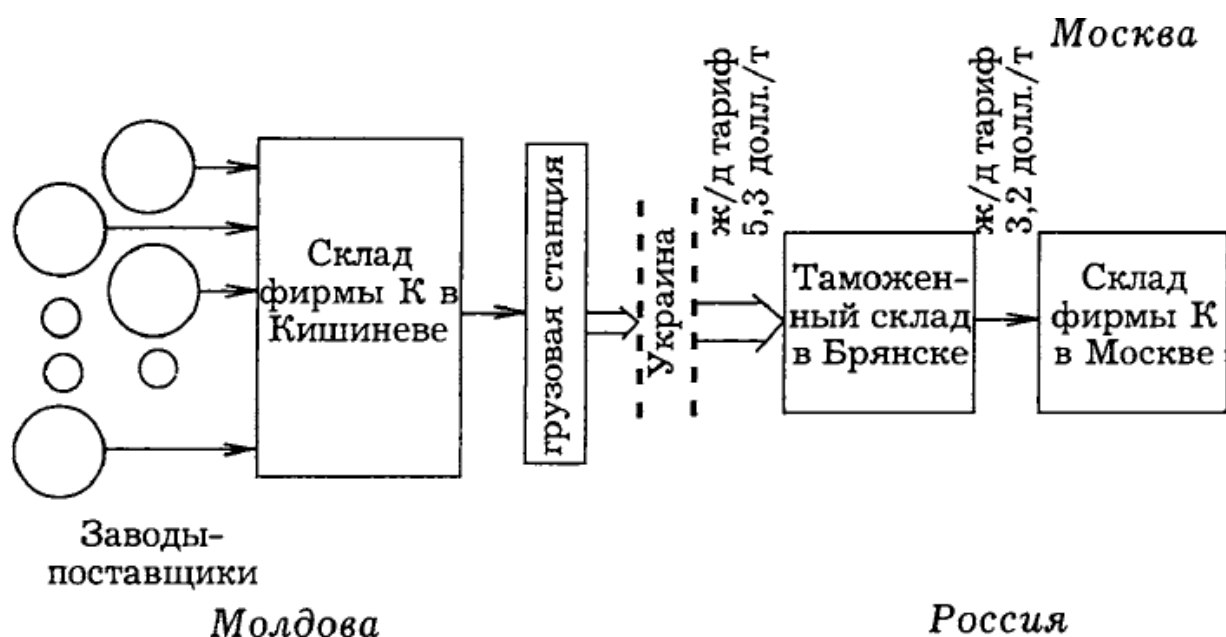 Москва
ж/д тариф
5,3 долл./т
ж/д тариф
3,2 долл./т
Склад
фирмы К в
Кишиневе
грузовая станция
Украина
Таможен-
ный склад
в Брянске
Склад
фирмы К
в Москве
Заводы-
поставщики
Молдова
Россия